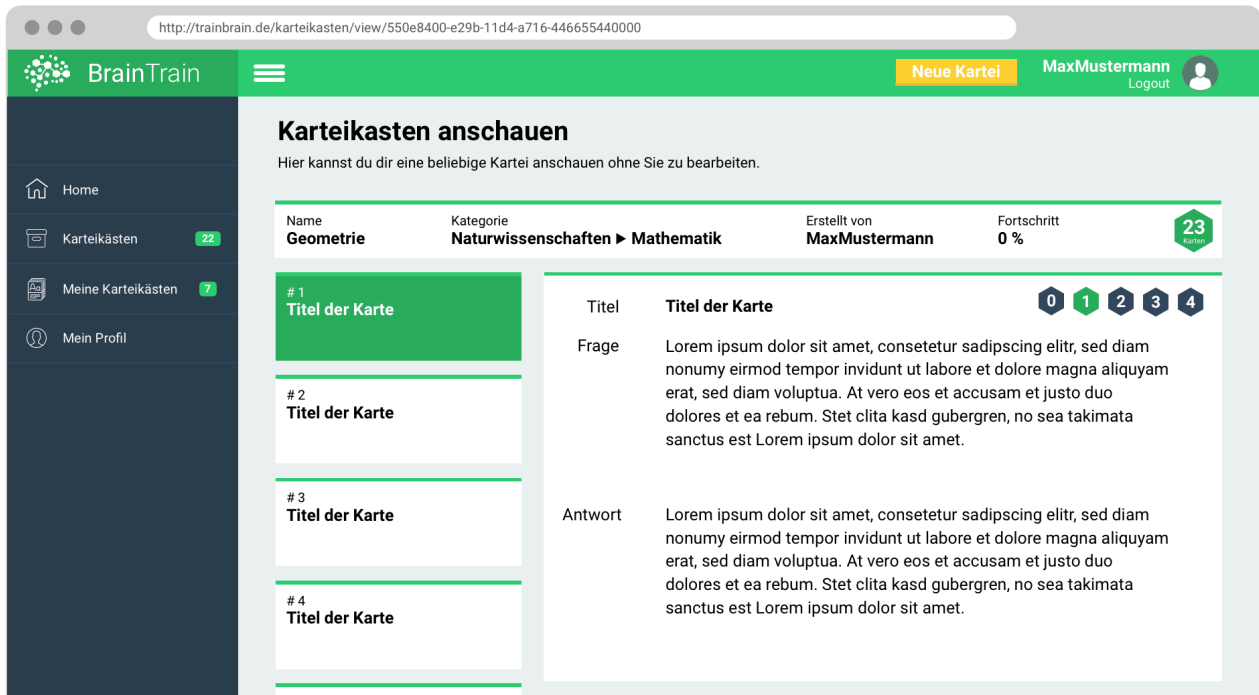 http://trainbrain.de/karteikasten/view/550e8400-e29b-11d4-a716-446655440000
BrainTrain
Neue Kartei
MaxMustermann
Logout
Home
Karteikästen 22
Meine Karteikästen 7
Mein Profil
Karteikasten anschauen
Hier kannst du dir eine beliebige Kartei anschauen ohne Sie zu bearbeiten.
Name
Geometrie
Kategorie
Naturwissenschaften ▶ Mathematik
Erstellt von
MaxMustermann
Fortschritt
0 %
23
Karten
# 1
Titel der Karte
# 2
Titel der Karte
# 3
Titel der Karte
# 4
Titel der Karte
Titel Titel der Karte
0 1 2 3 4
Frage Lorem ipsum dolor sit amet, consetetur sadipscing elitr, sed diam
nonumy eirmod tempor invidunt ut labore et dolore magna aliquyam
erat, sed diam voluptua. At vero eos et accusam et justo duo
dolores et ea rebum. Stet clita kasd gubergren, no sea takimata
sanctus est Lorem ipsum dolor sit amet.
Antwort Lorem ipsum dolor sit amet, consetetur sadipscing elitr, sed diam
nonumy eirmod tempor invidunt ut labore et dolore magna aliquyam
erat, sed diam voluptua. At vero eos et accusam et justo duo
dolores et ea rebum. Stet clita kasd gubergren, no sea takimata
sanctus est Lorem ipsum dolor sit amet.